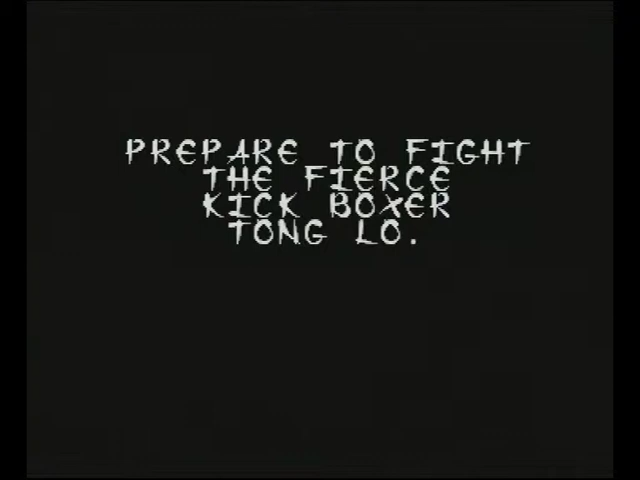 PREPARE TO FIGHT
THE FIERCE
KICK BOXER
TONG LO.